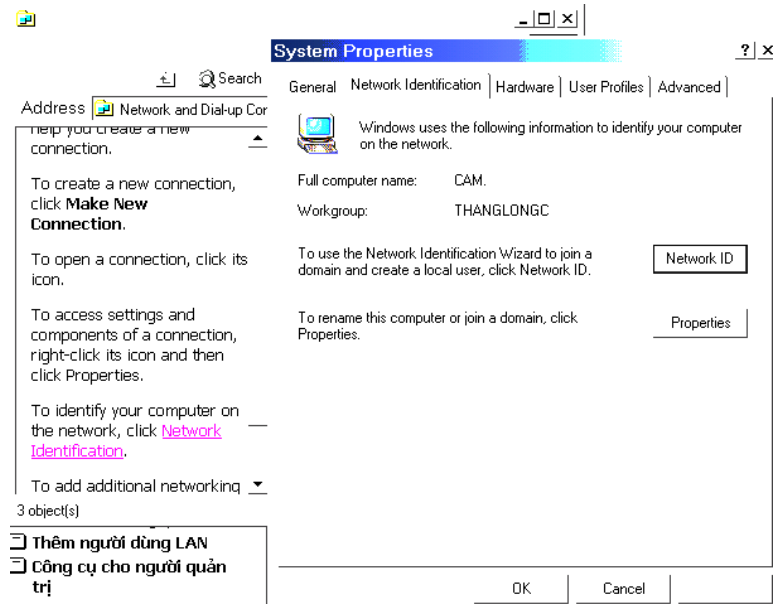 System Properties
Search
General
Network Identification
Hardware
User Profiles
Advanced
Address
Network and Dial-up Cor
help you create a new
connection.
To create a new connection,
click Make New
Connection.
To open a connection, click its
icon.
To access settings and
components of a connection,
right-click its icon and then
click Properties.
To identify your computer on
the network, click Network
Identification.
To add additional networking
3 object(s)
Thêm người dùng LAN
Công cụ cho người quản
trị
Windows uses the following information to identify your computer
on the network.
Full computer name: CAM.
Workgroup: THANGLONGC
To use the Network Identification Wizard to join a
domain and create a local user, click Network ID.
Network ID
To rename this computer or join a domain, click
Properties.
Properties
OK
Cancel